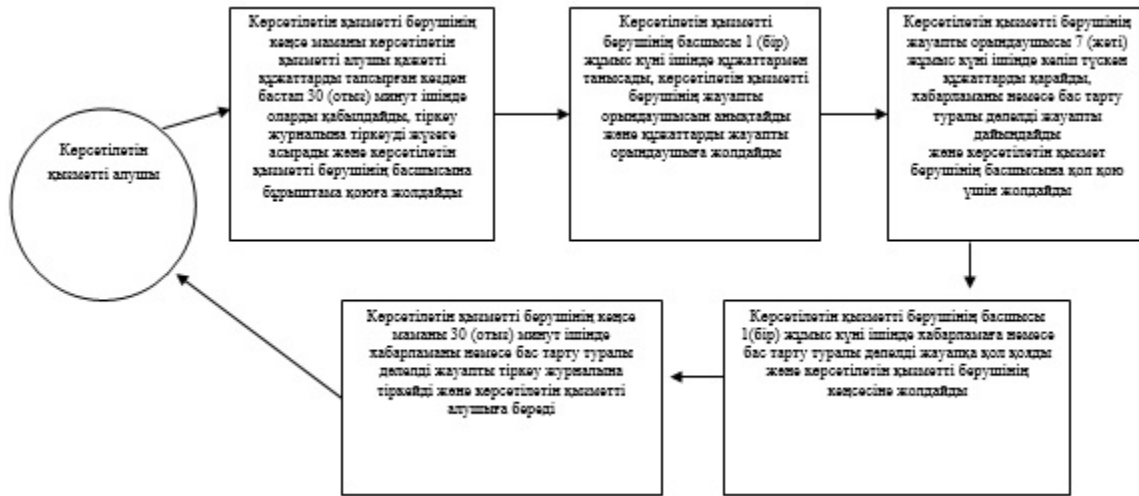 Көрсетілетін
қызметті алушы
Көрсетілетін қызметті берушінің
кеңсе маманы көрсетілетін
қызметті алушы қажетті
құжаттарды тапсырған кезден
бастап 30 (отыз) минут ішінде
оларды қабылдайды, тіркеу
журналына тіркеуді жүзеге
асырады және көрсетілетін
қызметті берушінің басшысына
бұрыштама қоюға жолдайды
Көрсетілетін қызметті
берушінің басшысы 1 (бір)
жұмыс күні ішінде құжаттармен
танысады, көрсетілетін қызметті
берушінің жауапты
орындаушысын анықтайды
және құжаттарды жауапты
орындаушыға жолдайды
Көрсетілетін қызметті берушінің
жауапты орындаушысы 7 (жеті)
жұмыс күні ішінде келіп түскен
құжаттарды қарайды,
хабарламаны немесе бас тарту
туралы дәлелді жауапты
дайындайды
және көрсетілетін қызмет
берушінің басшысына қол қою
үшін жолдайды
Көрсетілетін қызметті берушінің басшысы
1(бір) жұмыс күні ішінде хабарламаға немесе
бас тарту туралы дәлелді жауапқа қол қояды
және көрсетілетін қызметті берушінің
кеңсесіне жолдайды
Көрсетілетін қызметті берушінің кеңсе
маманы 30 (отыз) минут ішінде
хабарламаны немесе бас тарту туралы
дәлелді жауапты тіркеу журналына
тіркейді және көрсетілетін қызметті
алушыға береді